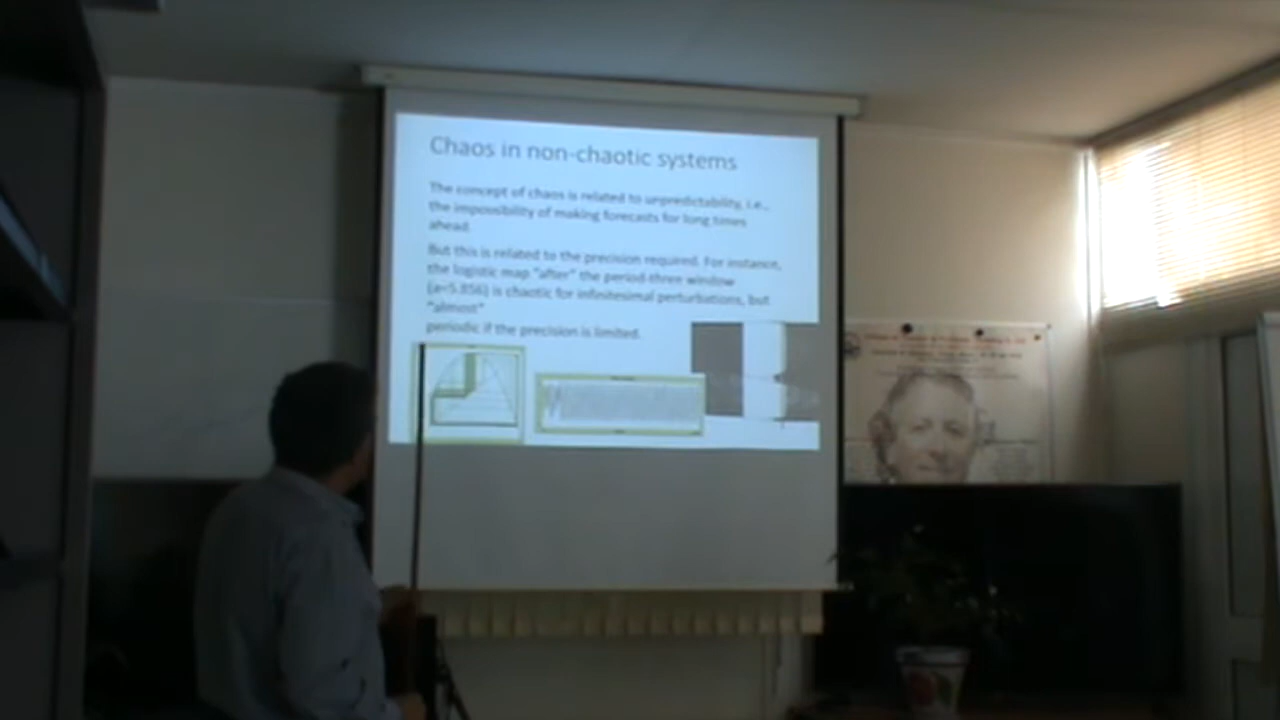 Chaos in non-chaotic systems
The concept of chaos is related to unpredictability, i.e.,
the impossibility of making forecasts for long times
ahead.
But this is related to the precision required. For instance,
the logistic map "after" the period-three window
(a=5.856) is chaotic for infinitesimal perturbations, but
"almost"
periodic if the precision is limited.